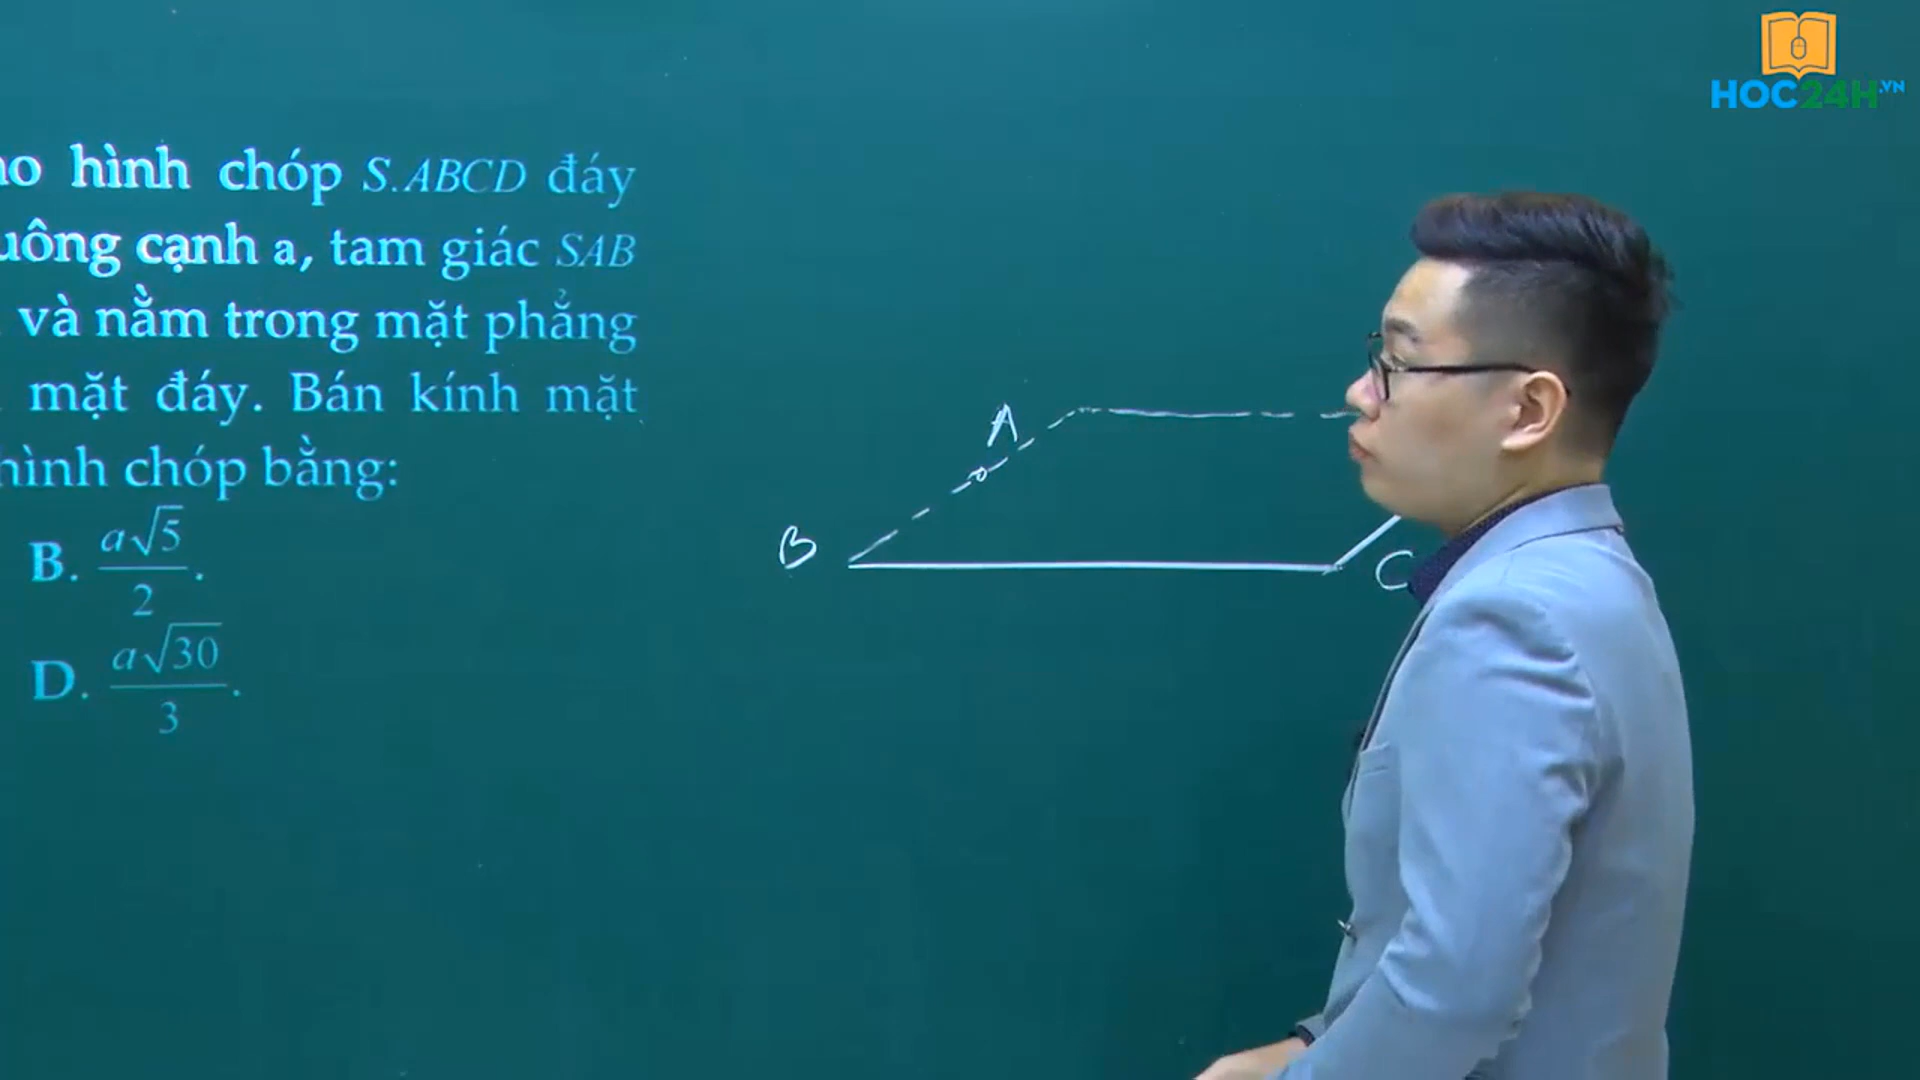 HOC24H.VN
hình chóp S.ABCD đáy
cạnh a, tam giác SAB
và nằm trong mặt phẳng
mặt đáy. Bán kính mặt
hình chóp bằng:
B. a√5/2.
D. a√30/3.
A
B
C